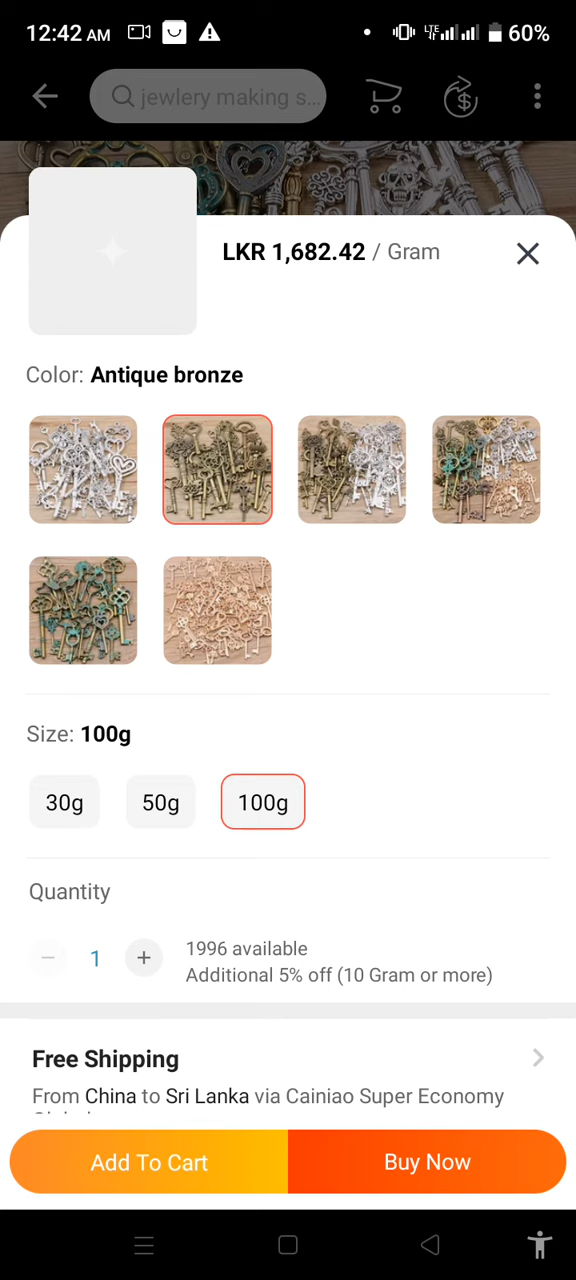 12:42 AM
LTE
60%
jewlery making s...
LKR 1,682.42 / Gram
Color: Antique bronze
Size: 100g
30g
50g
100g
Quantity
1
1996 available
Additional 5% off (10 Gram or more)
Free Shipping
From China to Sri Lanka via Cainiao Super Economy
Add To Cart
Buy Now